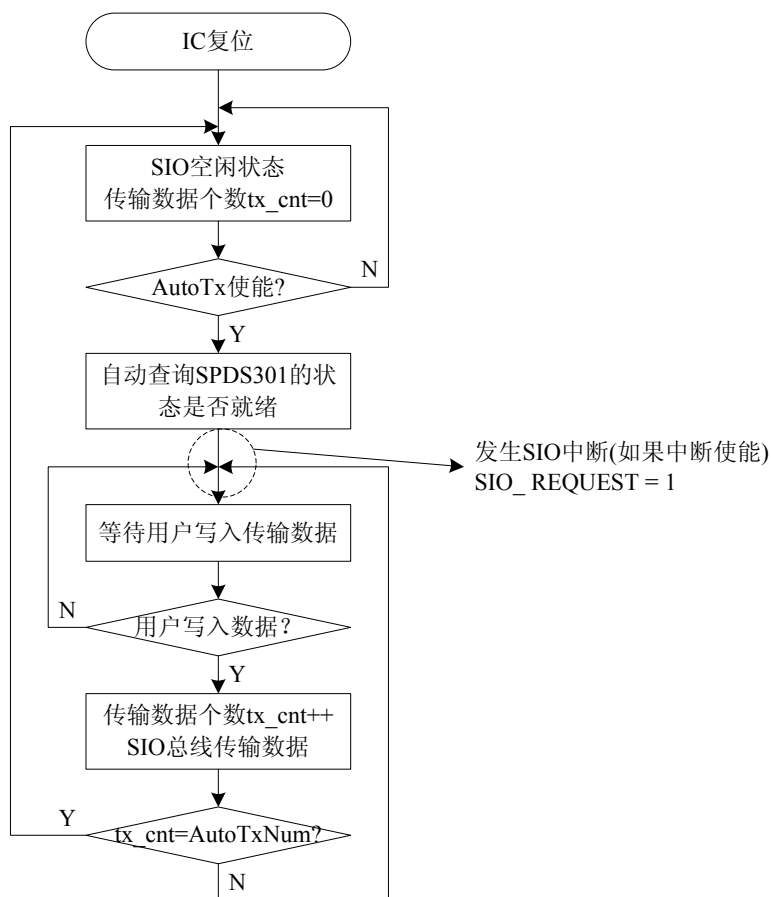 IC复位
SIO空闲状态
传输数据个数tx_cnt=0
AutoTx使能?
N
Y
自动查询SPDS301的状
态是否就绪
发生SIO中断(如果中断使能)
SIO_ REQUEST = 1
等待用户写入传输数据
N
用户写入数据？
Y
传输数据个数tx_cnt++
SIO总线传输数据
Y
tx_cnt=AutoTxNum?
N